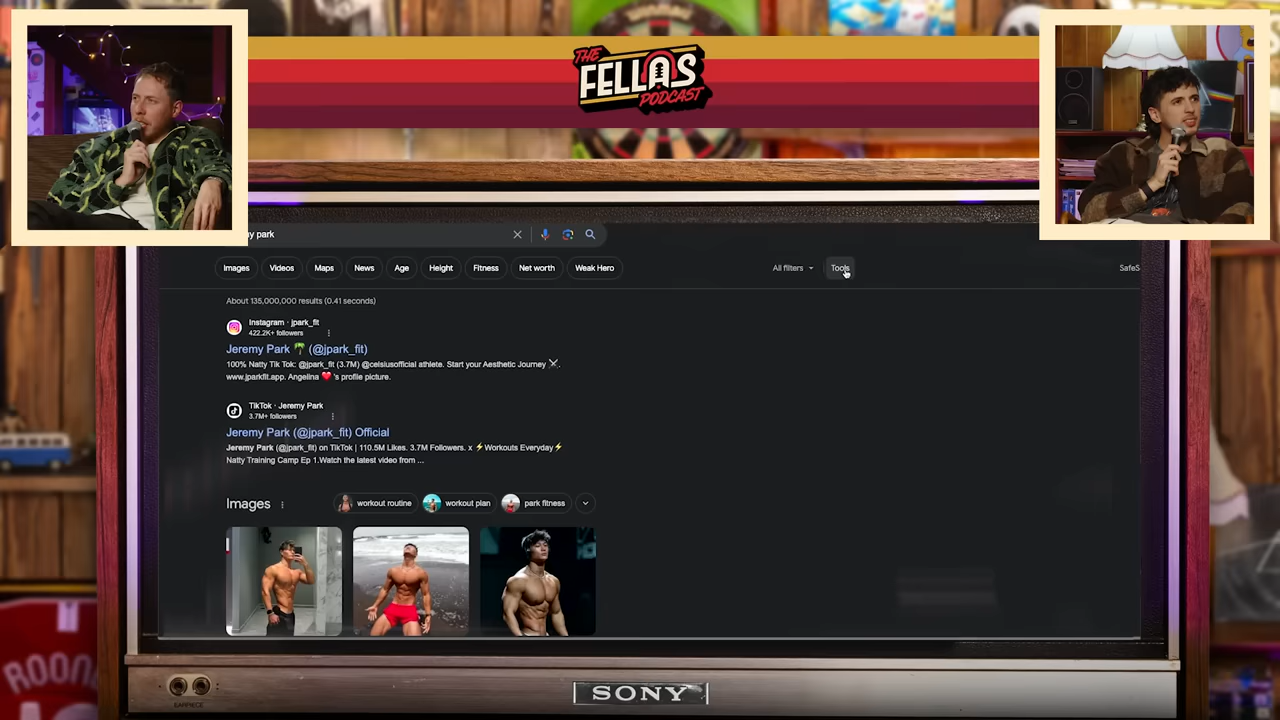 THE
FELLAS
PODCAST
y park
Images
Videos
Maps
News
Age
Height
Fitness
Net worth
Weak Hero
All filters
Tools
SafeS
About 135,000,000 results (0.41 seconds)
Instagram · jpark_fit
422.2K+ followers
Jeremy Park 🌴 (@jpark_fit)
100% Natty Tik Tok: @jpark_fit (3.7M) @celsiusofficial athlete. Start your Aesthetic Journey ⚔️.
www.jparkfit.app. Angelina ❤️'s profile picture.
TikTok · Jeremy Park
3.7M+ followers
Jeremy Park (@jpark_fit) Official
Jeremy Park (@jpark_fit) on TikTok | 110.5M Likes. 3.7M Followers. x ⚡Workouts Everyday⚡
Natty Training Camp Ep 1.Watch the latest video from ...
Images
workout routine
workout plan
park fitness
ROON
EARPIECE
SONY